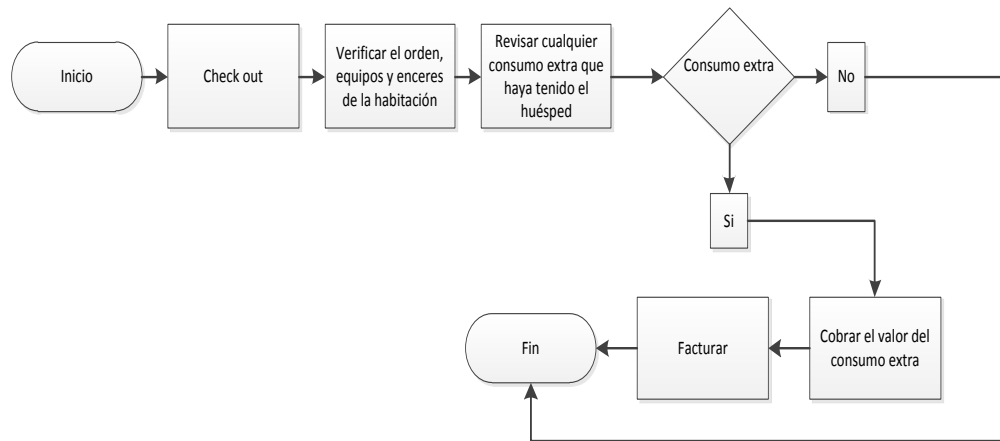 Inicio
Check out
Verificar el orden,
equipos y enceres
de la habitación
Revisar cualquier
consumo extra que
haya tenido el
huésped
Consumo extra
No
Si
Cobrar el valor del
consumo extra
Facturar
Fin